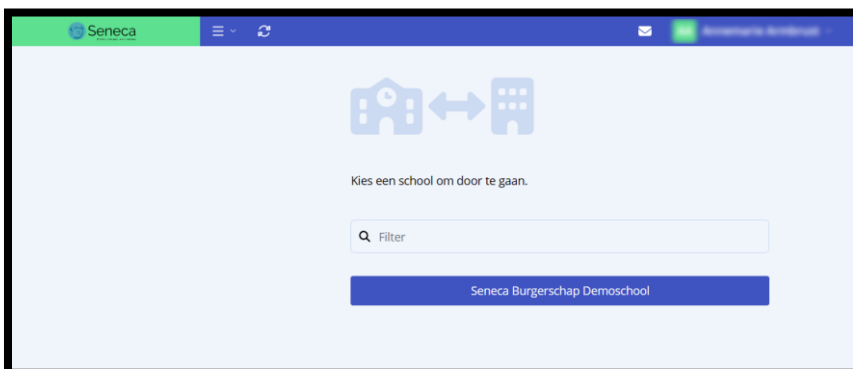 Seneca
Kies een school om door te gaan.
Filter
Seneca Burgerschap Demoschool